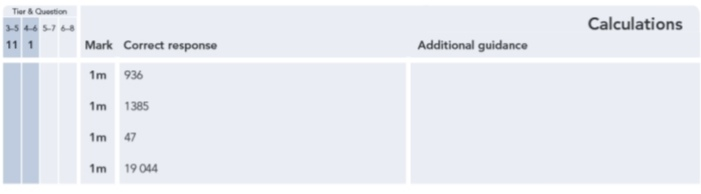 Tier & Question
3–5 4–6 5–7 6–8
11 1
Calculations
Mark Correct response Additional guidance
1m 936
1m 1385
1m 47
1m 19 044